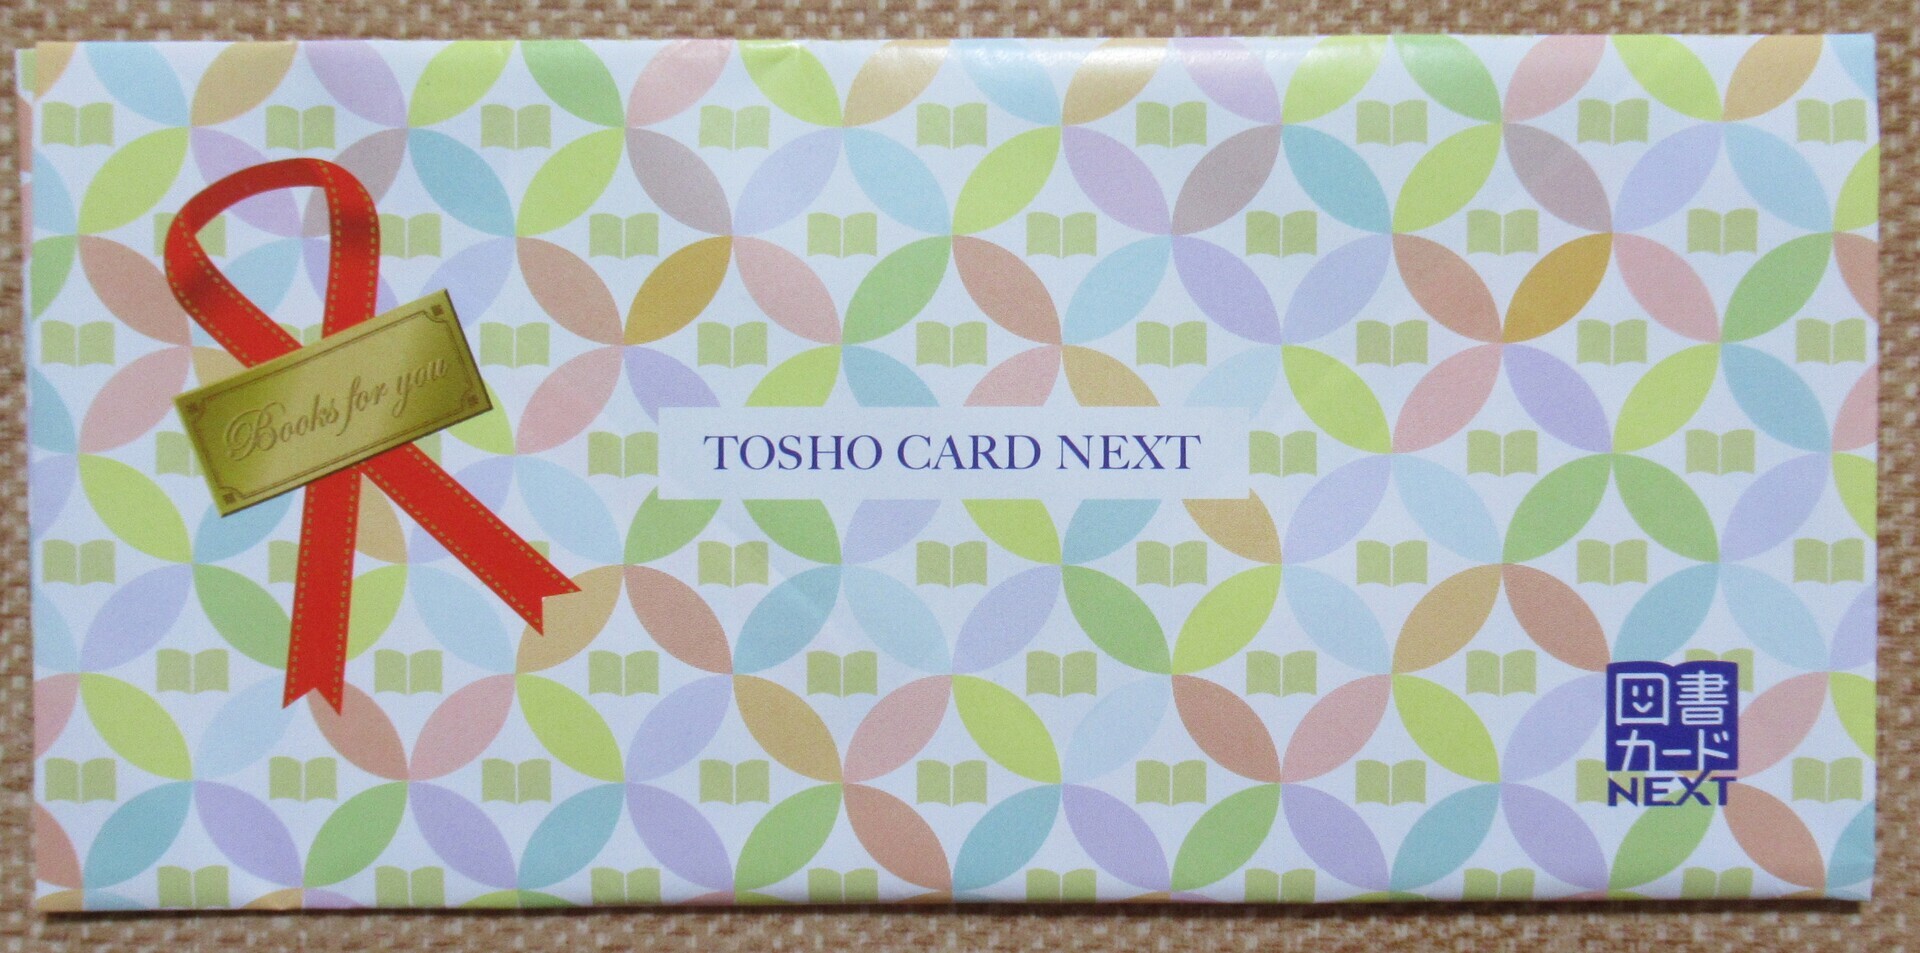 Books for you
TOSHO CARD NEXT
図書
カード
NEXT